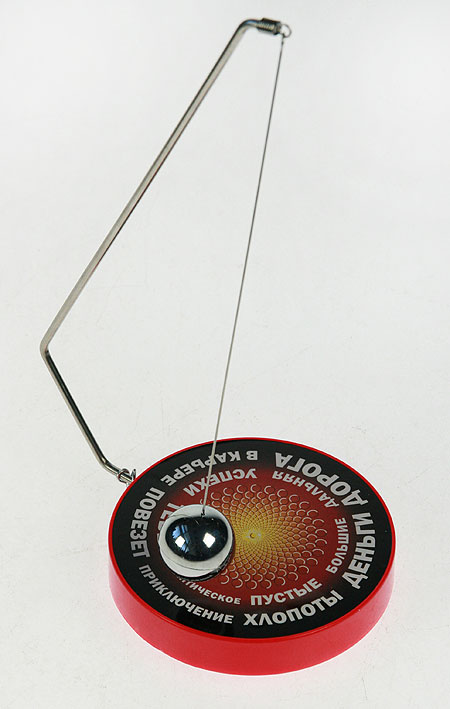 УСПЕХИ
В КАРЬЕРЕ
ДАЛЬНЯЯ
ДОРОГА
БОЛЬШИЕ
ДЕНЬГИ
ПУСТЫЕ
ХЛОПОТЫ
ПРИКЛЮЧЕНИЕ
ПОВЕЗЕТ